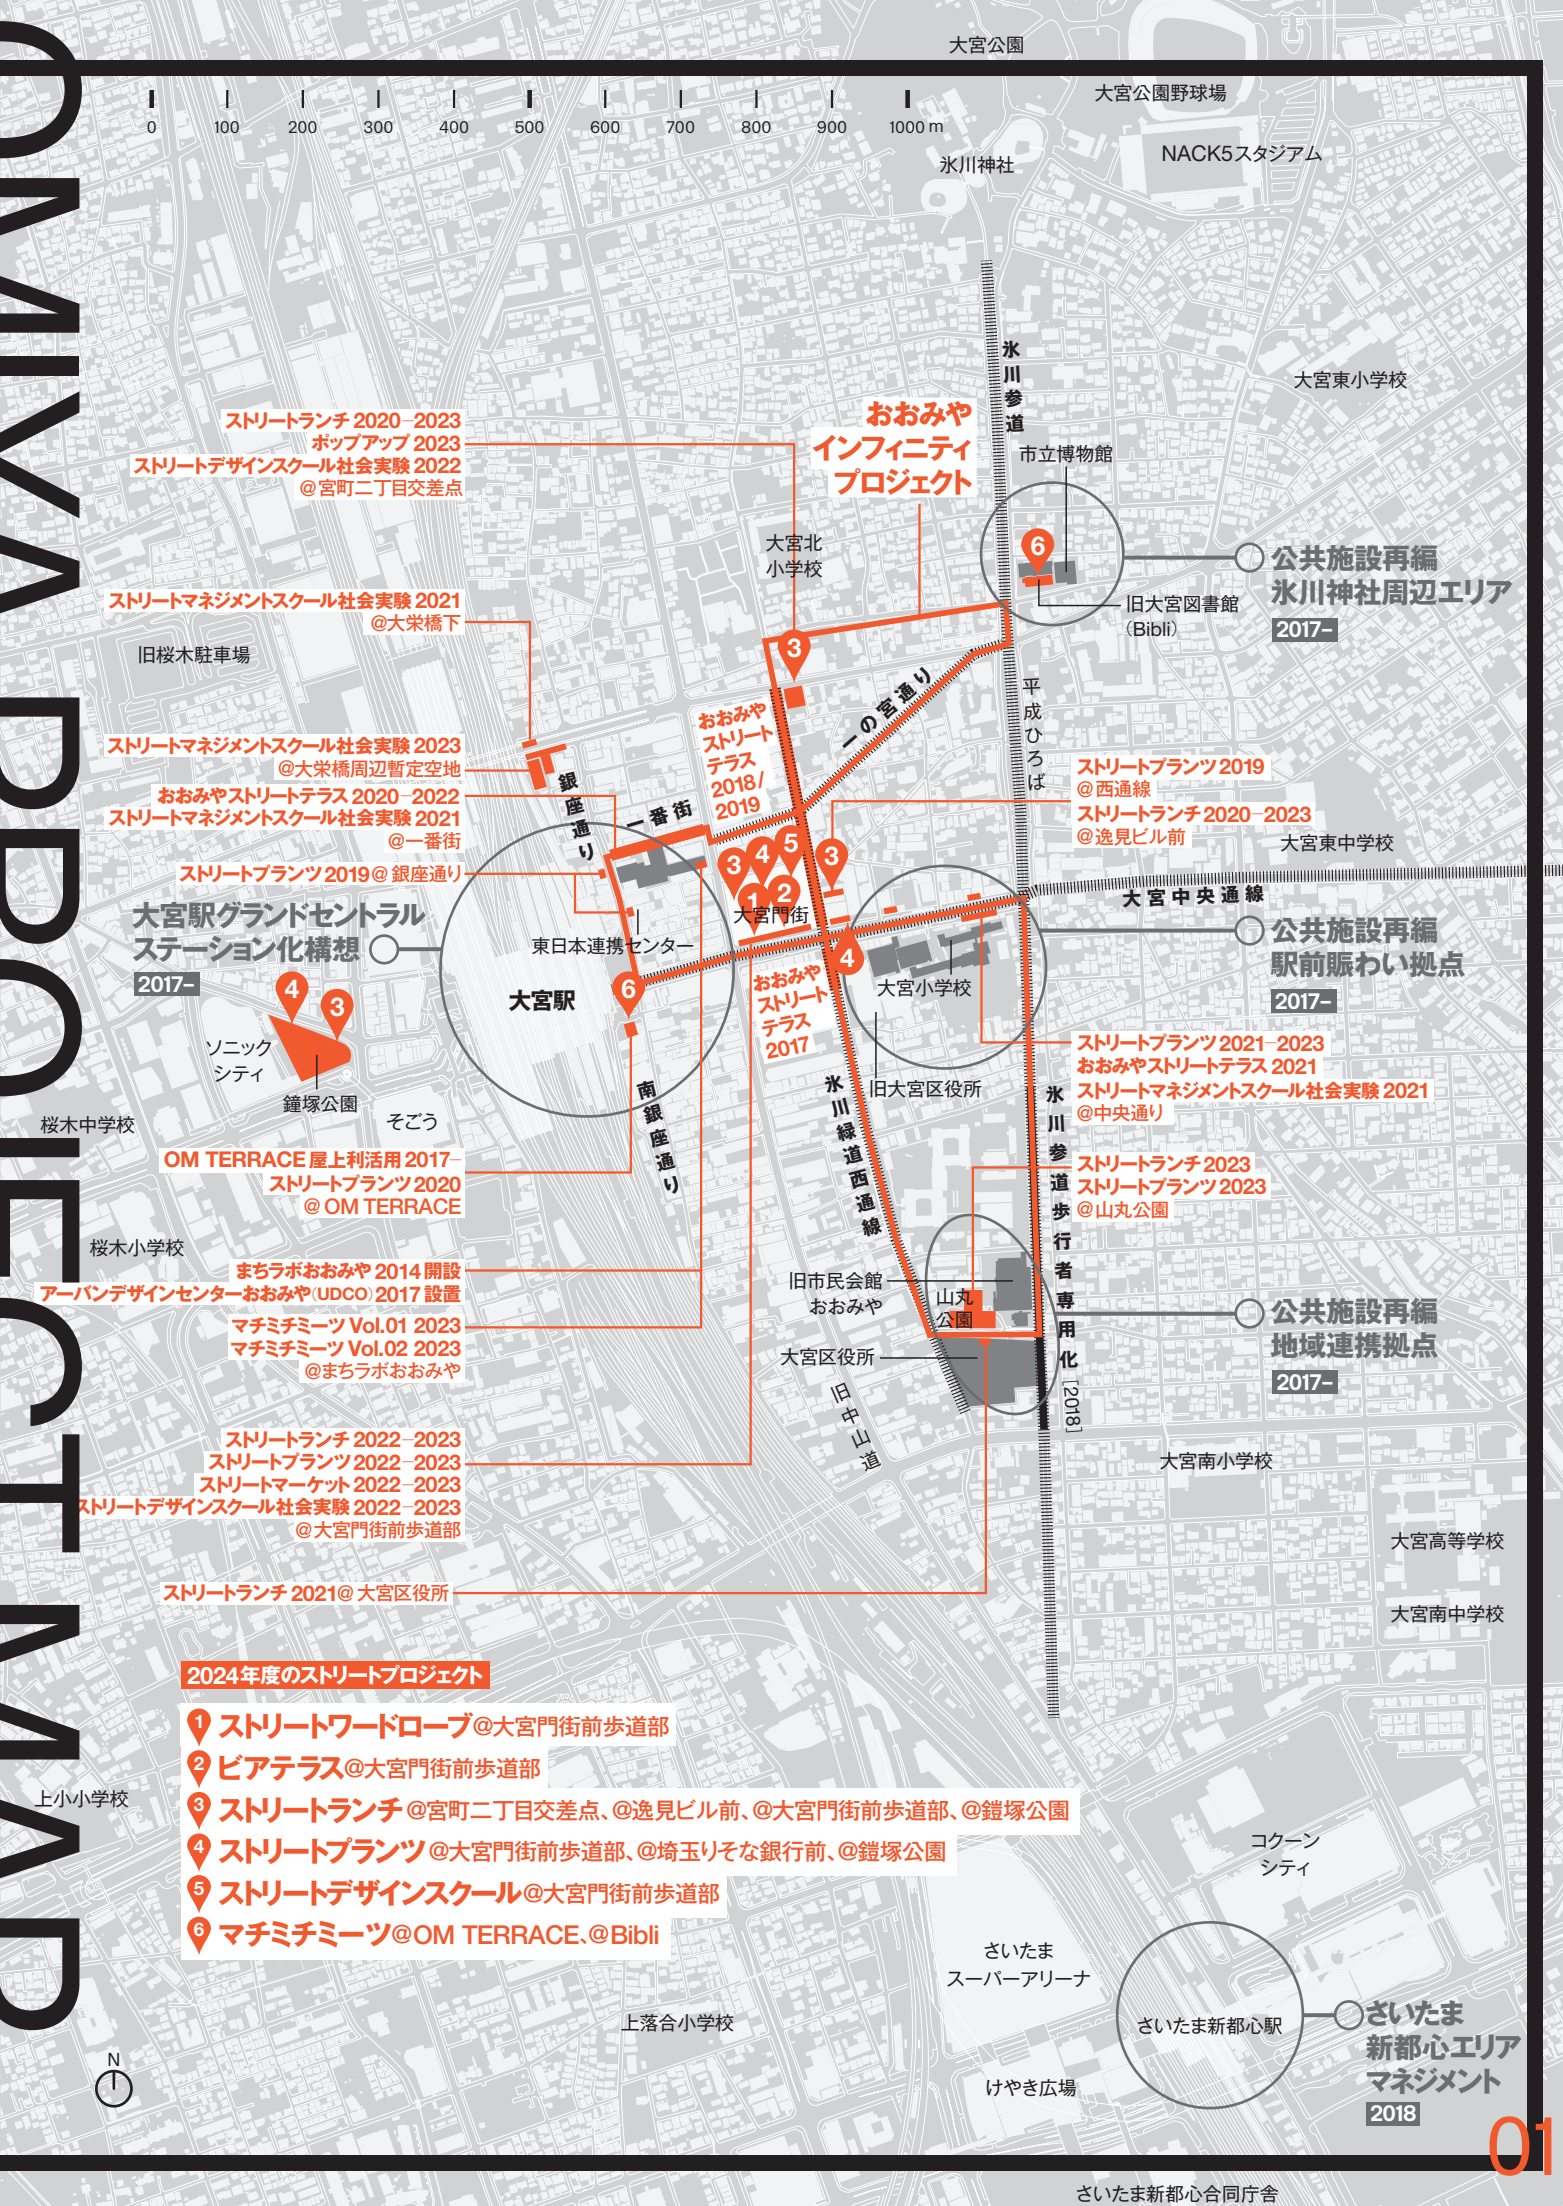 OMIYA PROJECT MAP
大宮公園
大宮公園野球場
0 100 200 300 400 500 600 700 800 900 1000 m
NACK5スタジアム
氷川神社
氷川参道
大宮東小学校
ストリートランチ 2020–2023
ポップアップ 2023
ストリートデザインスクール社会実験 2022
@宮町二丁目交差点
おおみや
インフィニティ
プロジェクト
市立博物館
大宮北
小学校
6
公共施設再編
氷川神社周辺エリア
2017–
旧大宮図書館
(Bibli)
ストリートマネジメントスクール社会実験 2021
@大栄橋下
旧桜木駐車場
3
一の宮通り
平成ひろば
おおみや
ストリート
テラス
2018/
2019
ストリートマネジメントスクール社会実験 2023
@大栄橋周辺暫定空地
おおみやストリートテラス 2020–2022
ストリートマネジメントスクール社会実験 2021
@一番街
銀座通り
一番街
ストリートプランツ 2019
@西通線
ストリートランチ 2020–2023
@逸見ビル前
大宮東中学校
ストリートプランツ 2019@銀座通り
3
4
5
3
1
2
大宮門街
大宮中央通線
大宮駅グランドセントラル
ステーション化構想
2017–
東日本連携センター
公共施設再編
駅前賑わい拠点
2017–
4
大宮小学校
大宮駅
6
おおみや
ストリート
テラス
2017
4
3
ソニック
シティ
鐘塚公園
そごう
桜木中学校
南銀座通り
氷川緑道西通線
旧大宮区役所
ストリートプランツ 2021–2023
おおみやストリートテラス 2021
ストリートマネジメントスクール社会実験 2021
@中央通り
氷川参道歩行者専用化[2018]
OM TERRACE 屋上利活用 2017–
ストリートプランツ 2020
@OM TERRACE
ストリートランチ 2023
ストリートプランツ 2023
@山丸公園
桜木小学校
まちラボおおみや 2014 開設
アーバンデザインセンターおおみや(UDCO)2017 設置
マチミチミーツ Vol.01 2023
マチミチミーツ Vol.02 2023
@まちラボおおみや
旧市民会館
おおみや
山丸
公園
大宮区役所
旧中山道
公共施設再編
地域連携拠点
2017–
ストリートランチ 2022–2023
ストリートプランツ 2022–2023
ストリートマーケット 2022–2023
ストリートデザインスクール社会実験 2022–2023
@大宮門街前歩道部
大宮南小学校
大宮高等学校
ストリートランチ 2021@大宮区役所
大宮南中学校
2024年度のストリートプロジェクト
1 ストリートワードローブ@大宮門街前歩道部
2 ビアテラス@大宮門街前歩道部
3 ストリートランチ@宮町二丁目交差点、@逸見ビル前、@大宮門街前歩道部、@鐘塚公園
4 ストリートプランツ@大宮門街前歩道部、@埼玉りそな銀行前、@鐘塚公園
5 ストリートデザインスクール@大宮門街前歩道部
6 マチミチミーツ@OM TERRACE、@Bibli
上小小学校
コクーン
シティ
さいたま
スーパーアリーナ
上落合小学校
さいたま新都心駅
さいたま
新都心エリア
マネジメント
2018
けやき広場
N
01
さいたま新都心合同庁舎